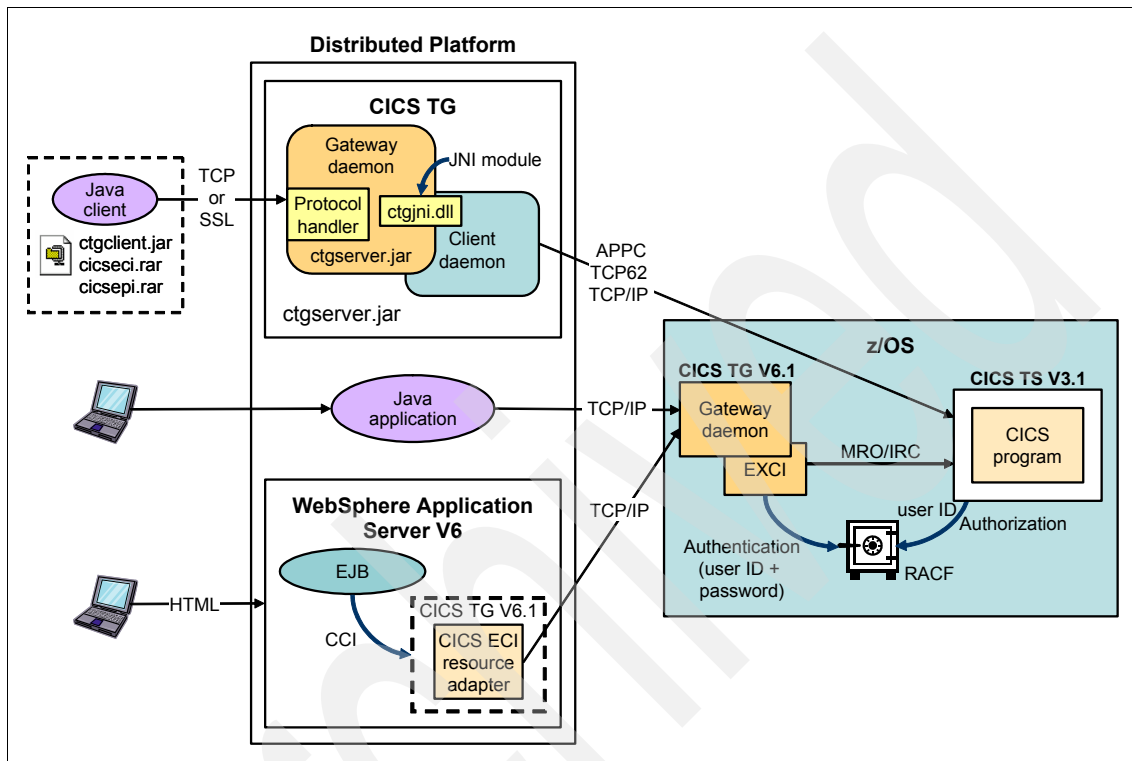 Distributed Platform
CICS TG
Gateway
daemon
JNI module
Protocol
handler
ctgjni.dll
ctgserver.jar
Client
daemon
ctgserver.jar
Java
client
ctgclient.jar
cicseci.rar
cicsepi.rar
TCP
or
SSL
APPC
TCP62
TCP/IP
Java
application
TCP/IP
z/OS
CICS TG V6.1
Gateway
daemon
EXCI
MRO/IRC
CICS TS V3.1
CICS
program
user ID
Authorization
Authentication
(user ID +
password)
RACF
WebSphere Application
Server V6
HTML
EJB
CCI
CICS TG V6.1
CICS ECI
resource
adapter
TCP/IP